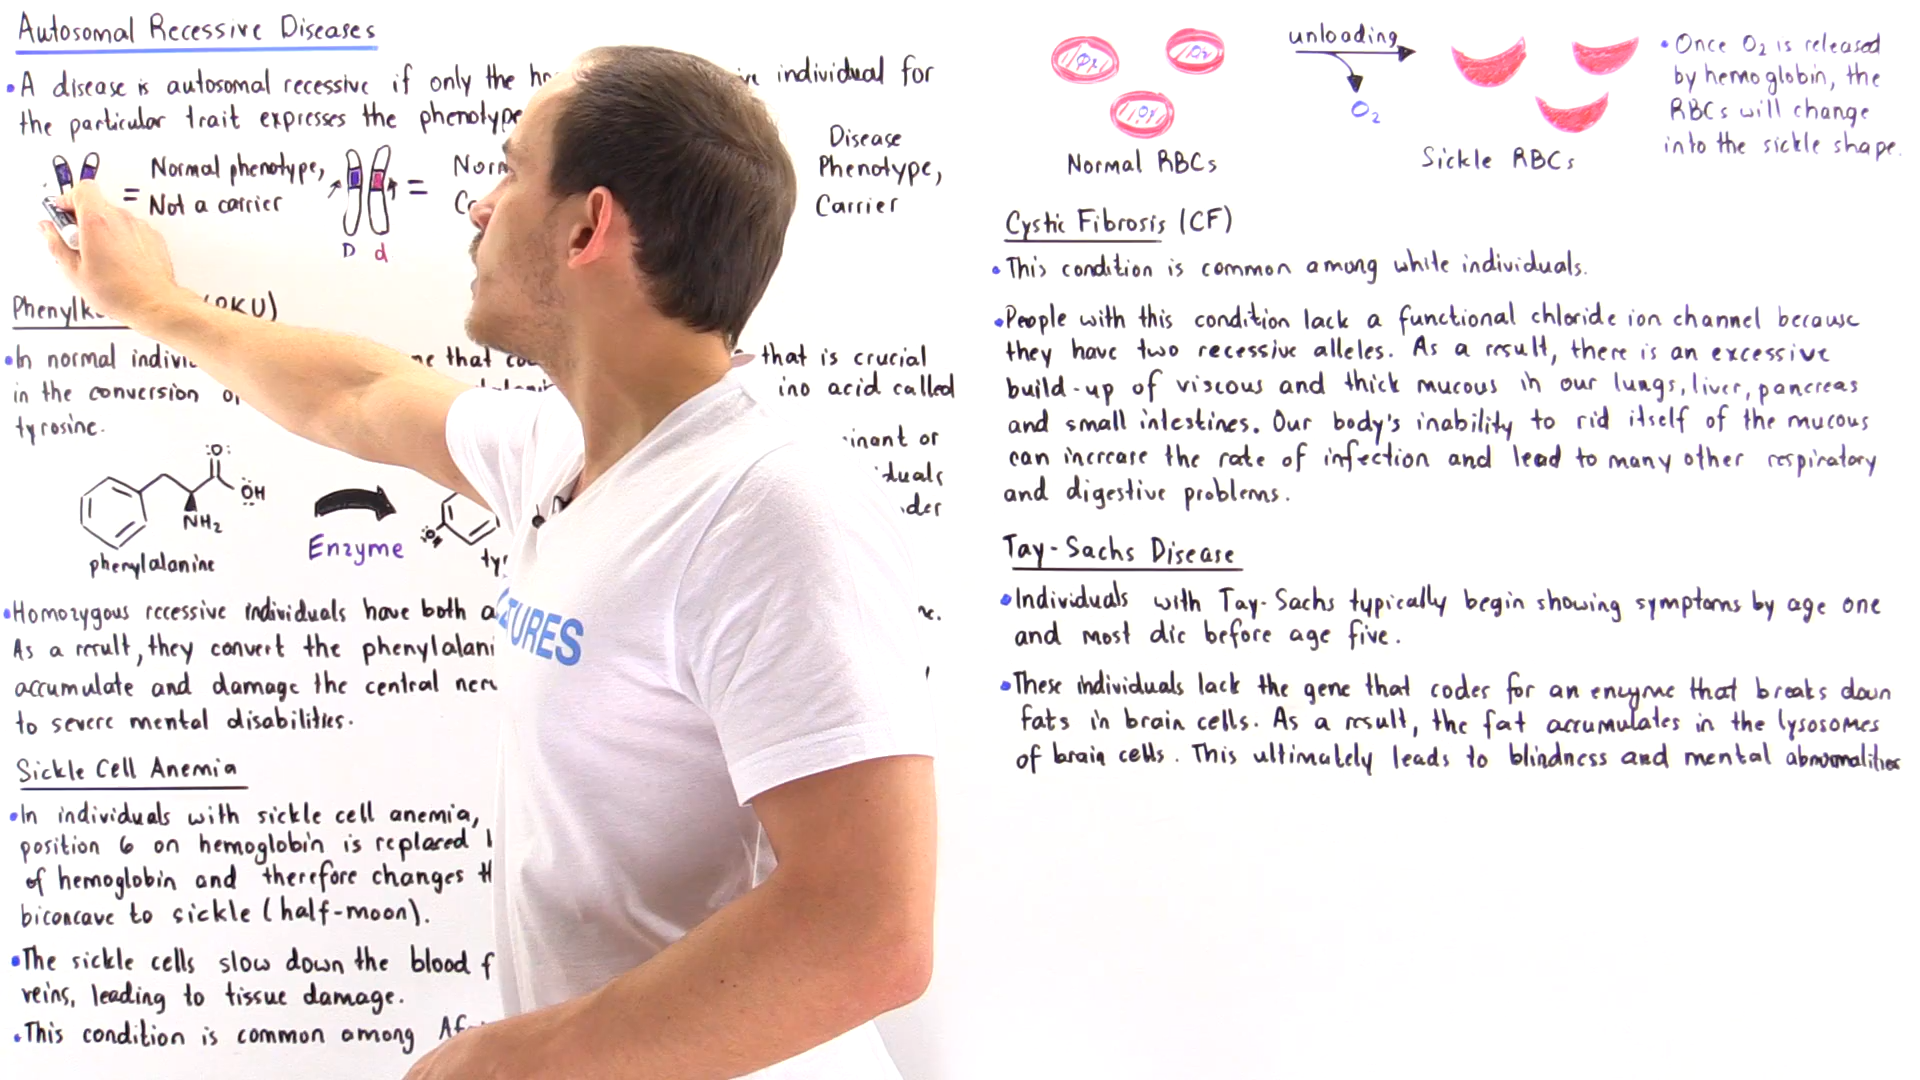 Autosomal Recessive Diseases
• A disease is autosomal recessive if only the individual for
the particular trait expresses the phenotype
= Normal phenotype,
Not a carrier
D d
=
Disease
Phenotype,
Carrier
(PKU)
• In normal that that is crucial
in the conversion acid called
tyrosine.
:O:
ÖH
NH₂
phenylalanine
Enzyme
• Homozygous recessive individuals have both
As a result, they convert the
accumulate and damage the central
to severe mental disabilities.
Sickle Cell Anemia
• In individuals with sickle cell anemia,
position 6 on hemoglobin is replaced
of hemoglobin and therefore changes
biconcave to sickle (half-moon).
• The sickle cells slow down the blood
veins, leading to tissue damage.
• This condition is common among
TURES
O₂ O₂ O₂
Normal RBCs
unloading
O₂
Sickle RBCs
• Once O₂ is released
by hemoglobin, the
RBCs will change
into the sickle shape.
Cystic Fibrosis (CF)
• This condition is common among white individuals.
• People with this condition lack a functional chloride ion channel because
they have two recessive alleles. As a result, there is an excessive
build-up of viscous and thick mucous in our lungs, liver, pancreas
and small intestines. Our body's inability to rid itself of the mucous
can increase the rate of infection and lead to many other respiratory
and digestive problems.
Tay-Sachs Disease
• Individuals with Tay-Sachs typically begin showing symptoms by age one
and most die before age five.
• These individuals lack the gene that codes for an enzyme that breaks down
fats in brain cells. As a result, the fat accumulates in the lysosomes
of brain cells. This ultimately leads to blindness and mental abnormalities